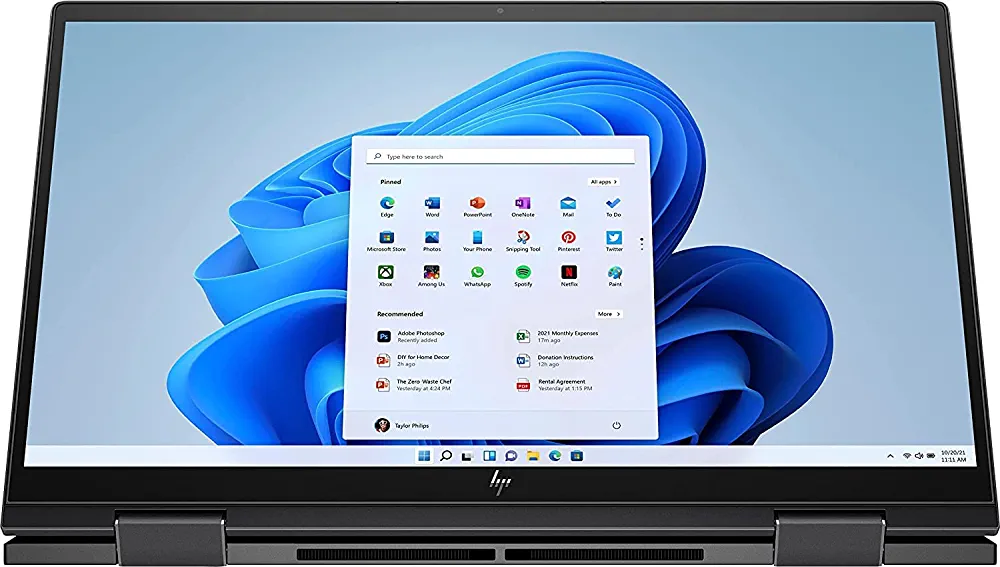 Type here to search
Pinned
All apps >
Edge
Word
PowerPoint
OneNote
Mail
To Do
Microsoft Store
Photos
Your Phone
Snipping Tool
Pinterest
Twitter
Xbox
Among Us
WhatsApp
Spotify
Netflix
Paint
Recommended
More >
Ps
Adobe Photoshop
Recently added
2021 Monthly Expenses
17m ago
DIY for Home Decor
2h ago
Donation Instructions
12h ago
The Zero Waste Chef
Yesterday at 4:24 PM
PDF
Rental Agreement
Yesterday at 1:15 PM
Taylor Philips
10/20/21
11:11 AM
hp